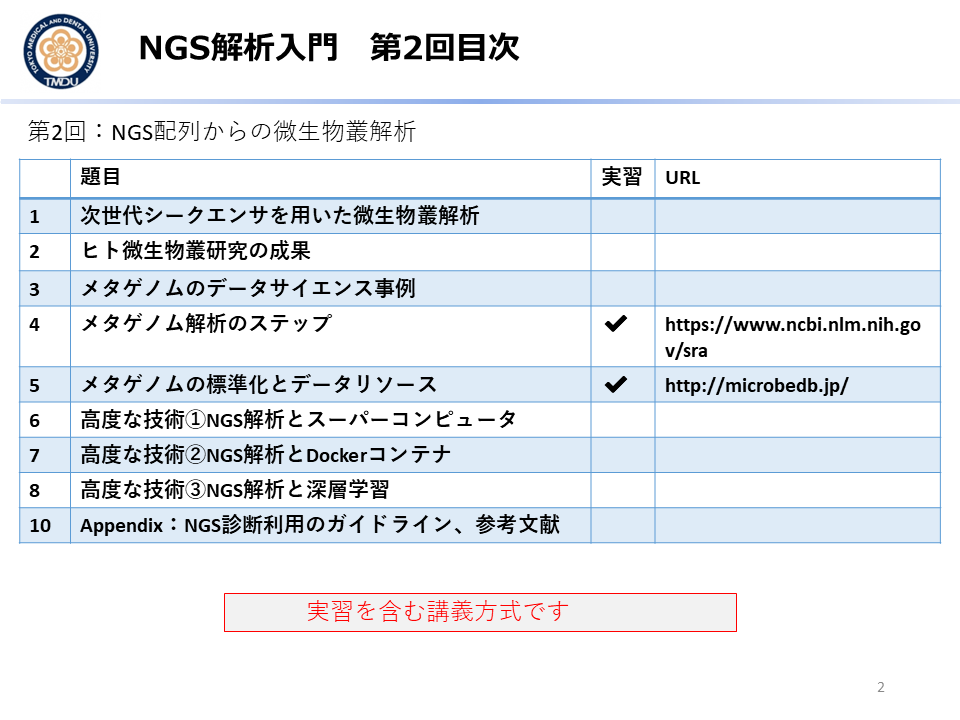 TOKYO MEDICAL AND DENTAL UNIVERSITY
TMDU
NGS解析入門　第2回目次
第2回：NGS配列からの微生物叢解析
題目 実習 URL
1 次世代シークエンサを用いた微生物叢解析
2 ヒト微生物叢研究の成果
3 メタゲノムのデータサイエンス事例
4 メタゲノム解析のステップ ✔ https://www.ncbi.nlm.nih.go
v/sra
5 メタゲノムの標準化とデータリソース ✔ http://microbedb.jp/
6 高度な技術①NGS解析とスーパーコンピュータ
7 高度な技術②NGS解析とDockerコンテナ
8 高度な技術③NGS解析と深層学習
10 Appendix：NGS診断利用のガイドライン、参考文献
実習を含む講義方式です
2